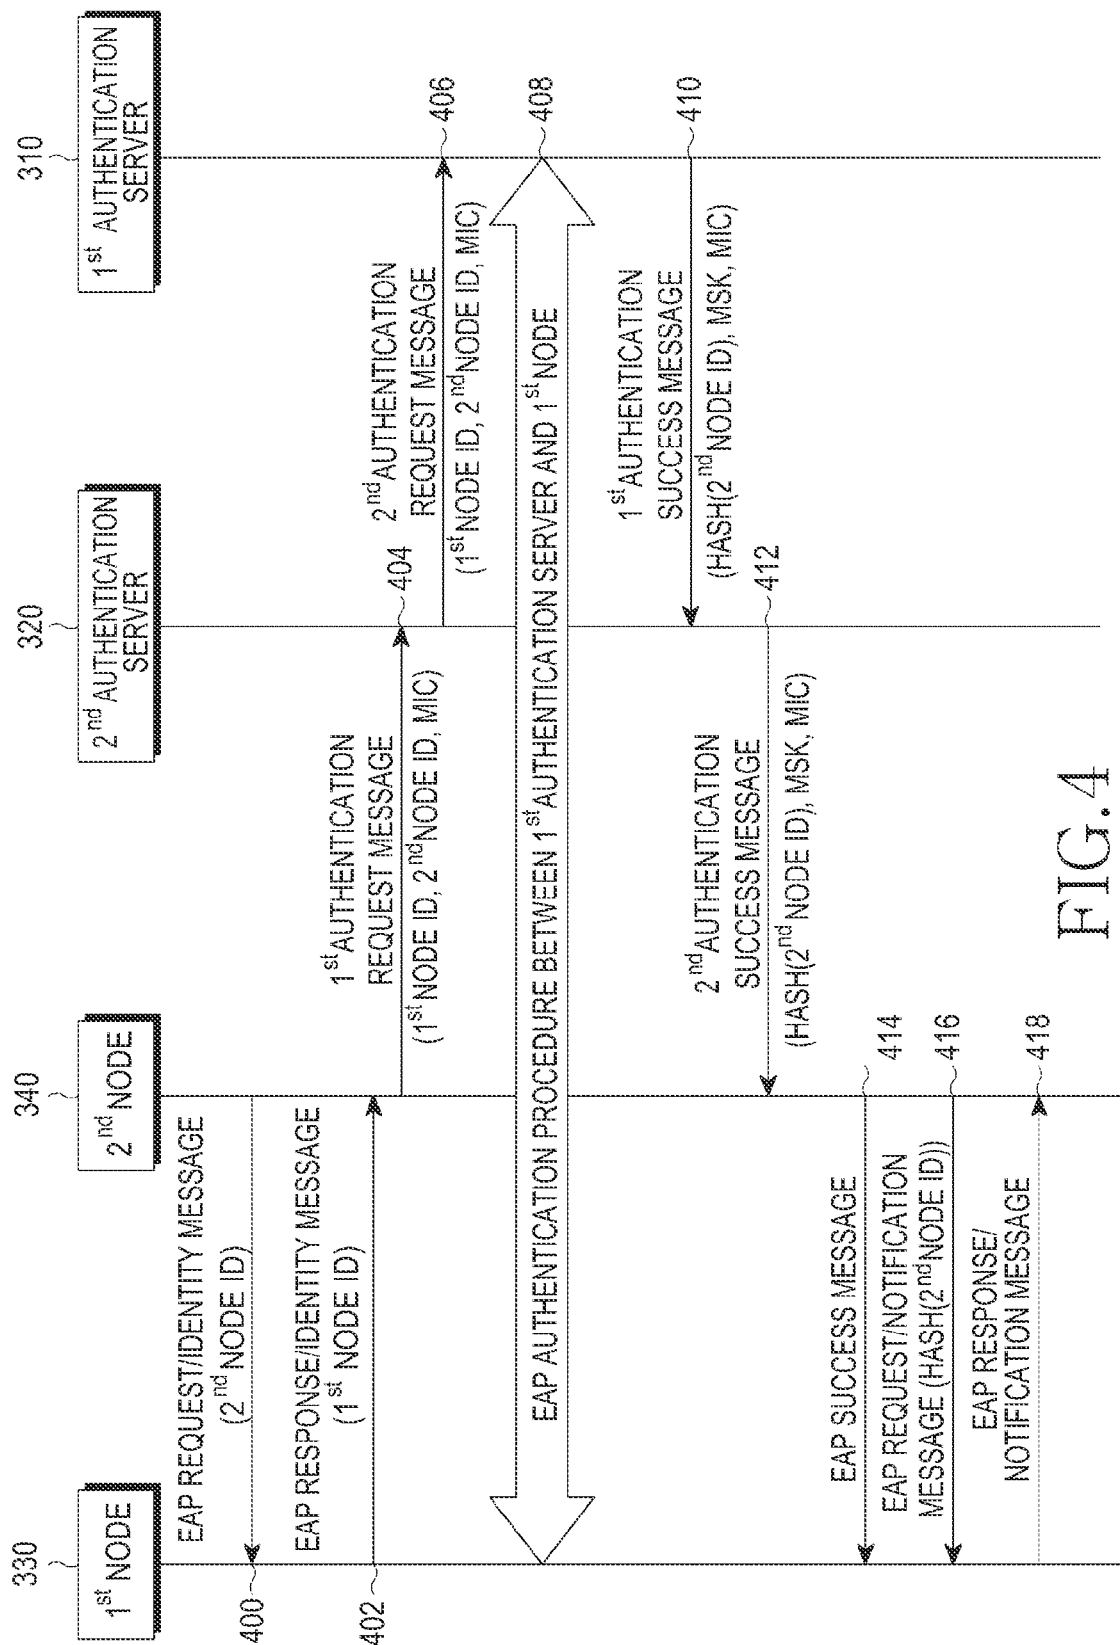 330
1st NODE
340
2nd NODE
320
2nd AUTHENTICATION
SERVER
310
1st AUTHENTICATION
SERVER
EAP REQUEST/IDENTITY MESSAGE
(2nd NODE ID)
400
EAP RESPONSE/IDENTITY MESSAGE
(1st NODE ID)
402
1st AUTHENTICATION
REQUEST MESSAGE
(1st NODE ID, 2nd NODE ID, MIC)
404
2nd AUTHENTICATION
REQUEST MESSAGE
(1st NODE ID, 2nd NODE ID, MIC)
406
EAP AUTHENTICATION PROCEDURE BETWEEN 1st AUTHENTICATION SERVER AND 1st NODE
408
1st AUTHENTICATION
SUCCESS MESSAGE
(HASH(2nd NODE ID), MSK, MIC)
410
2nd AUTHENTICATION
SUCCESS MESSAGE
(HASH(2nd NODE ID), MSK, MIC)
412
EAP SUCCESS MESSAGE
414
EAP REQUEST/NOTIFICATION
MESSAGE (HASH(2nd NODE ID))
416
EAP RESPONSE/
NOTIFICATION MESSAGE
418
FIG.4